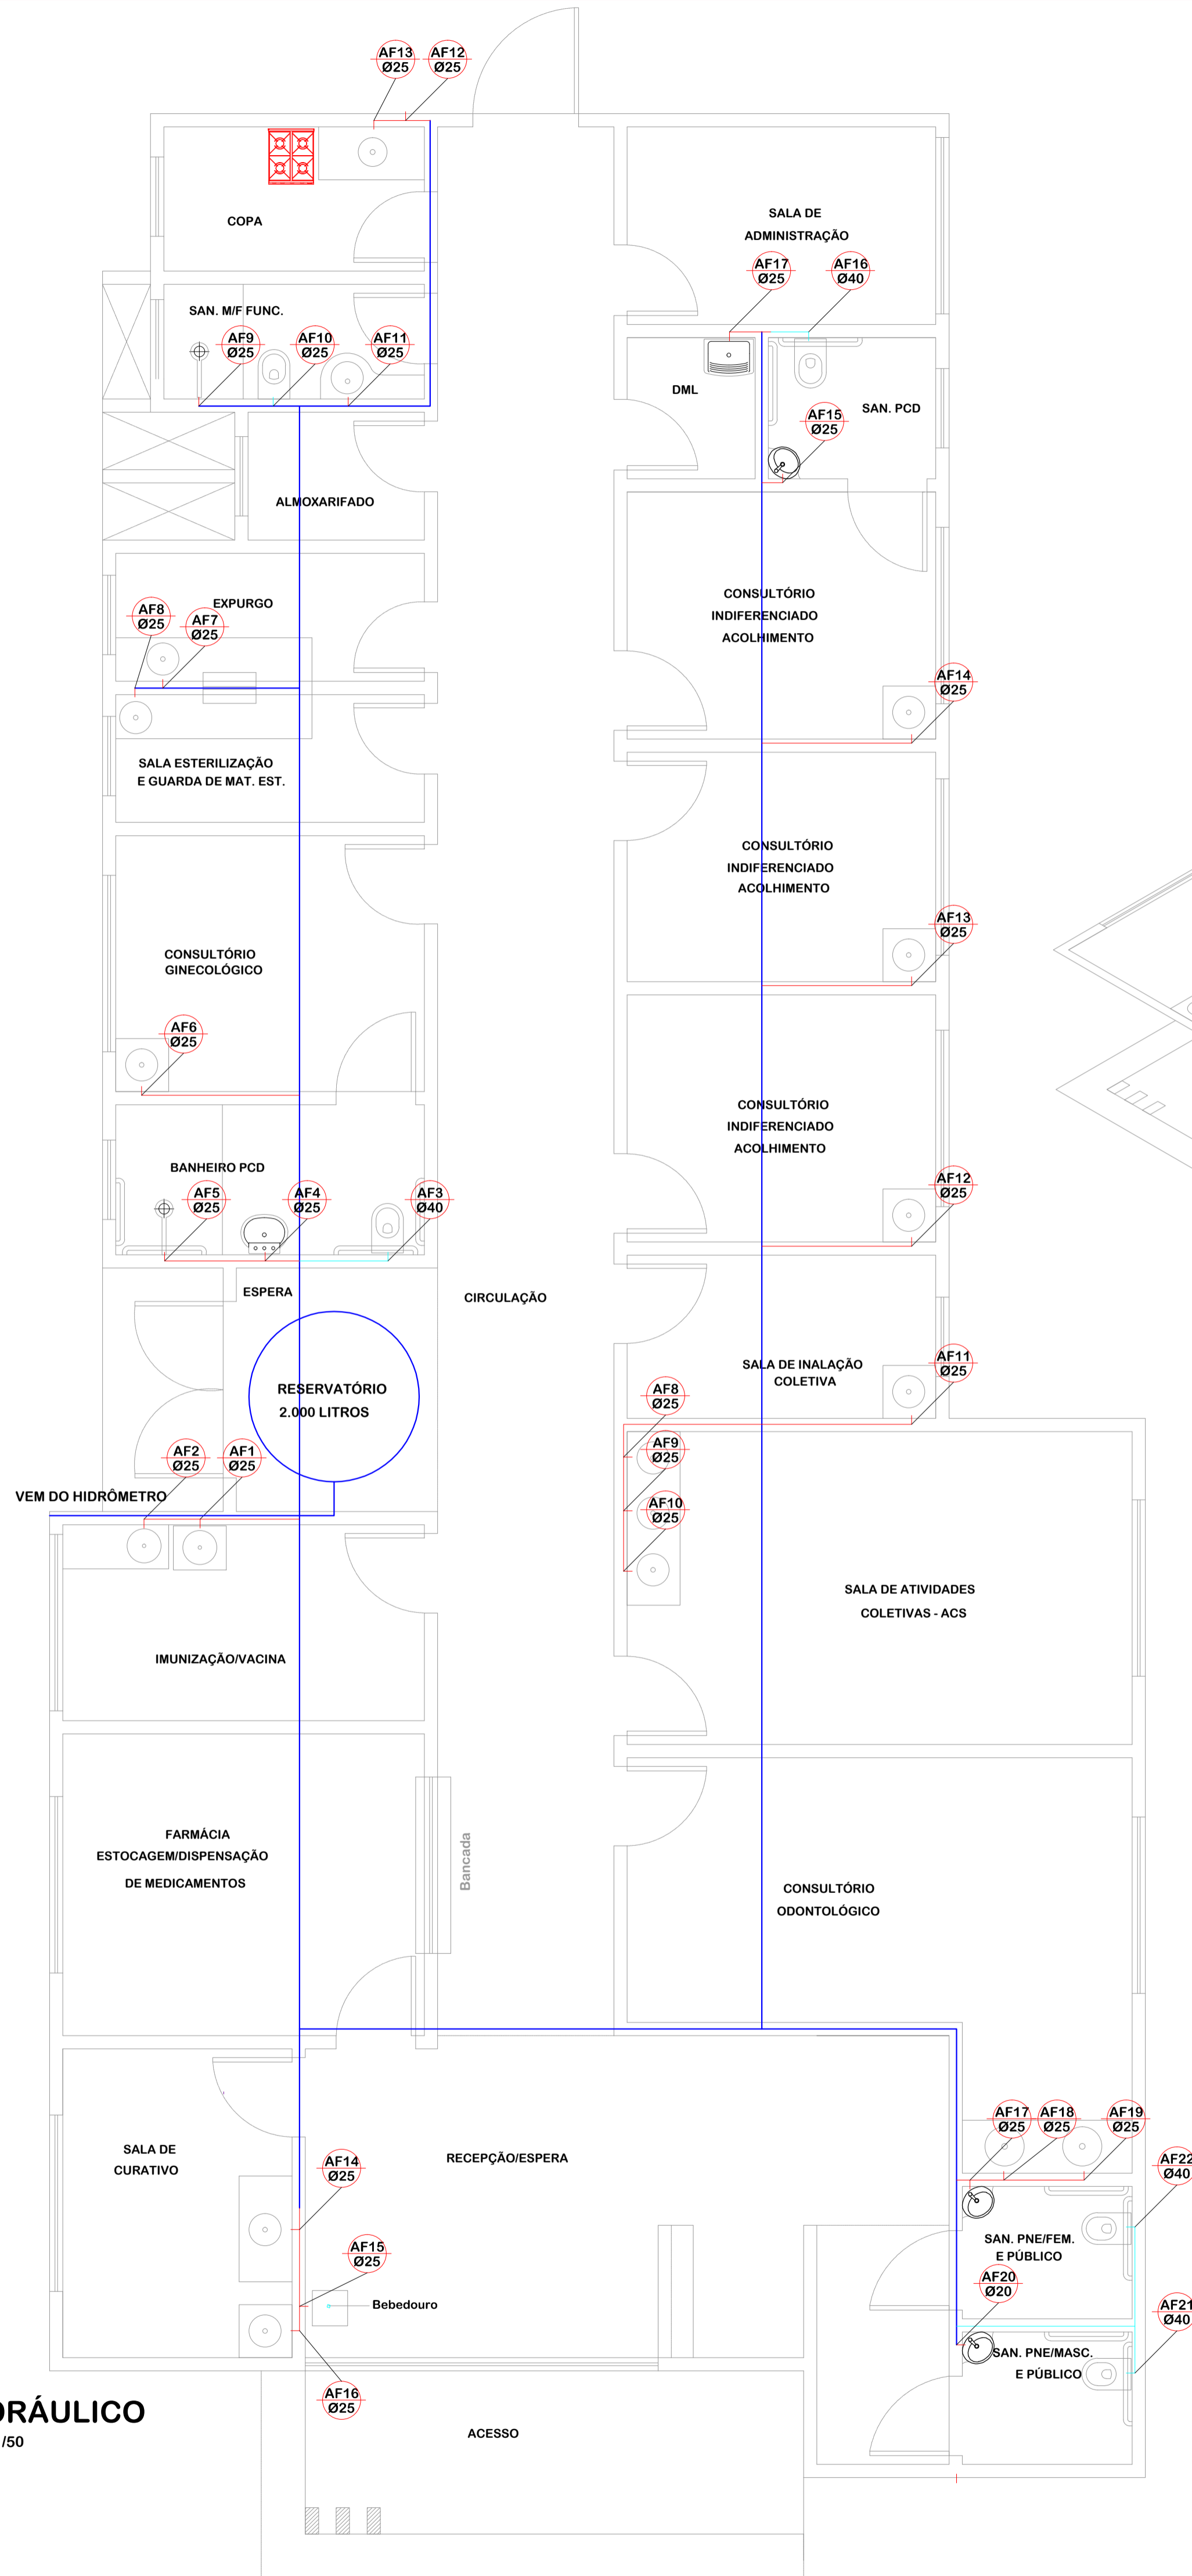 AF13
Ø25
AF12
Ø25
COPA
SALA DE
ADMINISTRAÇÃO
AF17
Ø25
AF16
Ø40
SAN. M/F FUNC.
AF9
Ø25
AF10
Ø25
AF11
Ø25
DML
SAN. PCD
AF15
Ø25
ALMOXARIFADO
EXPURGO
AF8
Ø25
AF7
Ø25
CONSULTÓRIO
INDIFERENCIADO
ACOLHIMENTO
AF14
Ø25
SALA ESTERILIZAÇÃO
E GUARDA DE MAT. EST.
CONSULTÓRIO
INDIFERENCIADO
ACOLHIMENTO
AF13
Ø25
CONSULTÓRIO
GINECOLÓGICO
AF6
Ø25
CONSULTÓRIO
INDIFERENCIADO
ACOLHIMENTO
BANHEIRO PCD
AF5
Ø25
AF4
Ø25
AF3
Ø40
AF12
Ø25
ESPERA
CIRCULAÇÃO
RESERVATÓRIO
2.000 LITROS
SALA DE INALAÇÃO
COLETIVA
AF11
Ø25
AF8
Ø25
AF9
Ø25
AF10
Ø25
AF2
Ø25
AF1
Ø25
VEM DO HIDRÔMETRO
SALA DE ATIVIDADES
COLETIVAS - ACS
IMUNIZAÇÃO/VACINA
FARMÁCIA
ESTOCAGEM/DISPENSAÇÃO
DE MEDICAMENTOS
Bancada
CONSULTÓRIO
ODONTOLÓGICO
SALA DE
CURATIVO
AF14
Ø25
RECEPÇÃO/ESPERA
AF17
Ø25
AF18
Ø25
AF19
Ø25
AF22
Ø40
SAN. PNE/FEM.
E PÚBLICO
AF15
Ø25
AF20
Ø20
Bebedouro
AF21
Ø40
SAN. PNE/MASC.
E PÚBLICO
AF16
Ø25
DRÁULICO
/50
ACESSO